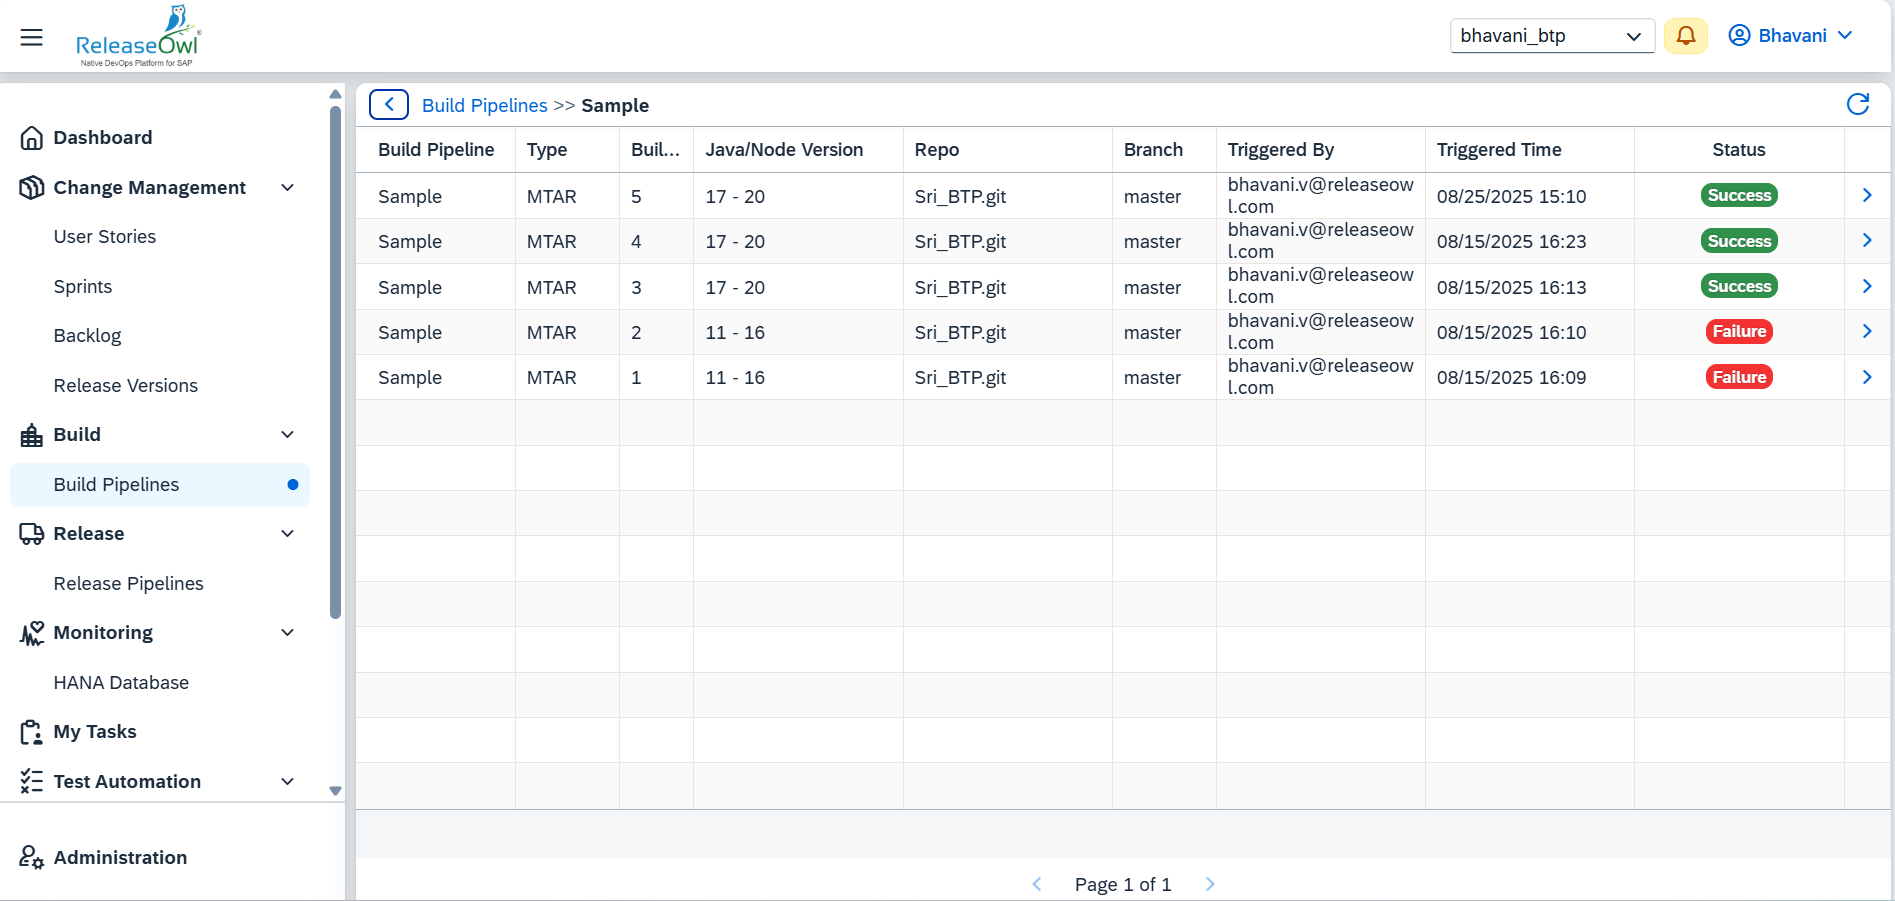 ReleaseOwl
®
Native DevOps Platform for SAP
bhavani_btp
Bhavani
Dashboard
Change Management
User Stories
Sprints
Backlog
Release Versions
Build
Build Pipelines
Release
Release Pipelines
Monitoring
HANA Database
My Tasks
Test Automation
Administration
Build Pipelines >> Sample
Build Pipeline Type Buil... Java/Node Version Repo Branch Triggered By Triggered Time Status
Sample MTAR 5 17 - 20 Sri_BTP.git master bhavani.v@releaseow 08/25/2025 15:10 Success
l.com
Sample MTAR 4 17 - 20 Sri_BTP.git master bhavani.v@releaseow 08/15/2025 16:23 Success
l.com
Sample MTAR 3 17 - 20 Sri_BTP.git master bhavani.v@releaseow 08/15/2025 16:13 Success
l.com
Sample MTAR 2 11 - 16 Sri_BTP.git master bhavani.v@releaseow 08/15/2025 16:10 Failure
l.com
Sample MTAR 1 11 - 16 Sri_BTP.git master bhavani.v@releaseow 08/15/2025 16:09 Failure
l.com
Page 1 of 1